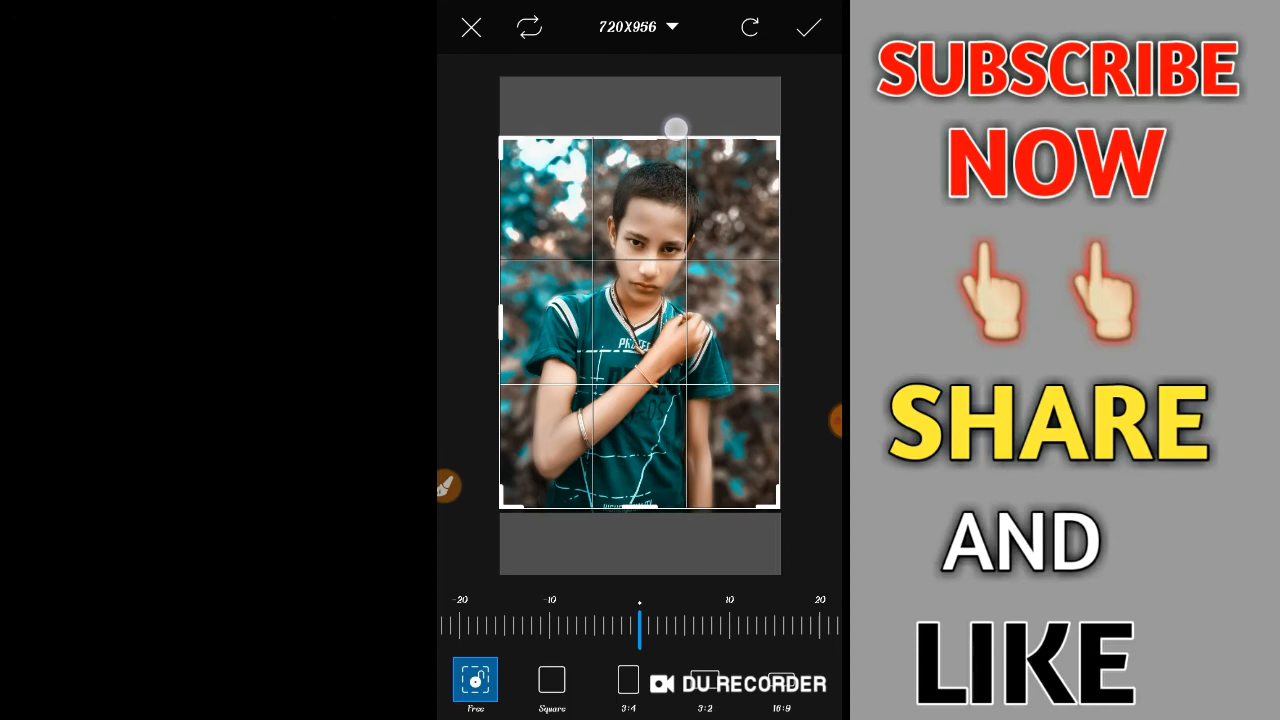 720X956
SUBSCRIBE
NOW
SHARE
AND
LIKE
-20
-10
10
20
Free
Square
3:4
3:2
16:9
DU RECORDER